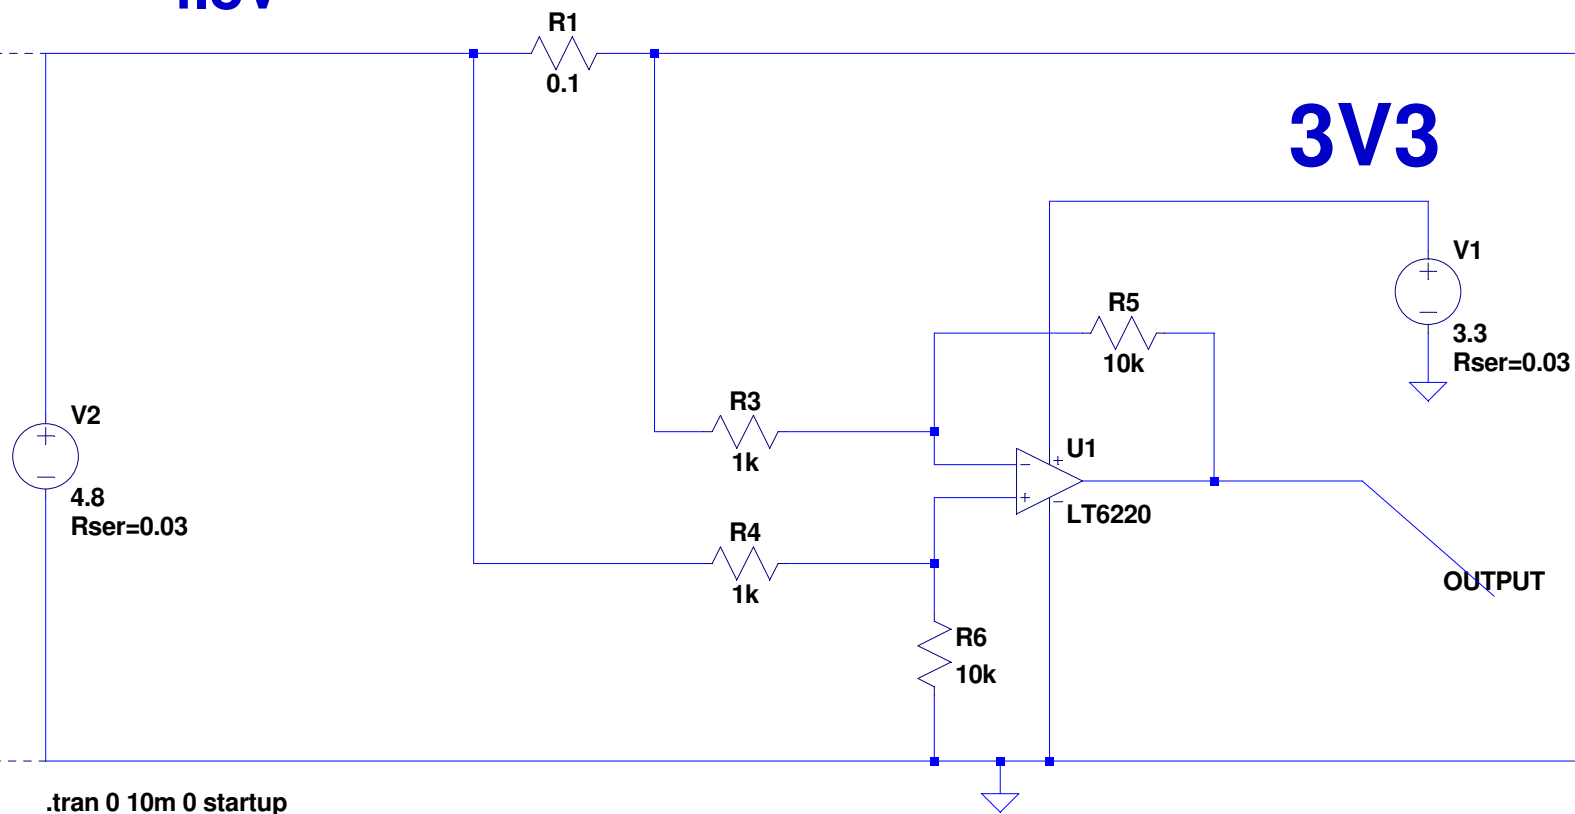 R1
0.1
3V3
V1
3.3
Rser=0.03
R5
10k
R3
1k
V2
4.8
Rser=0.03
U1
LT6220
R4
1k
OUTPUT
R6
10k
.tran 0 10m 0 startup